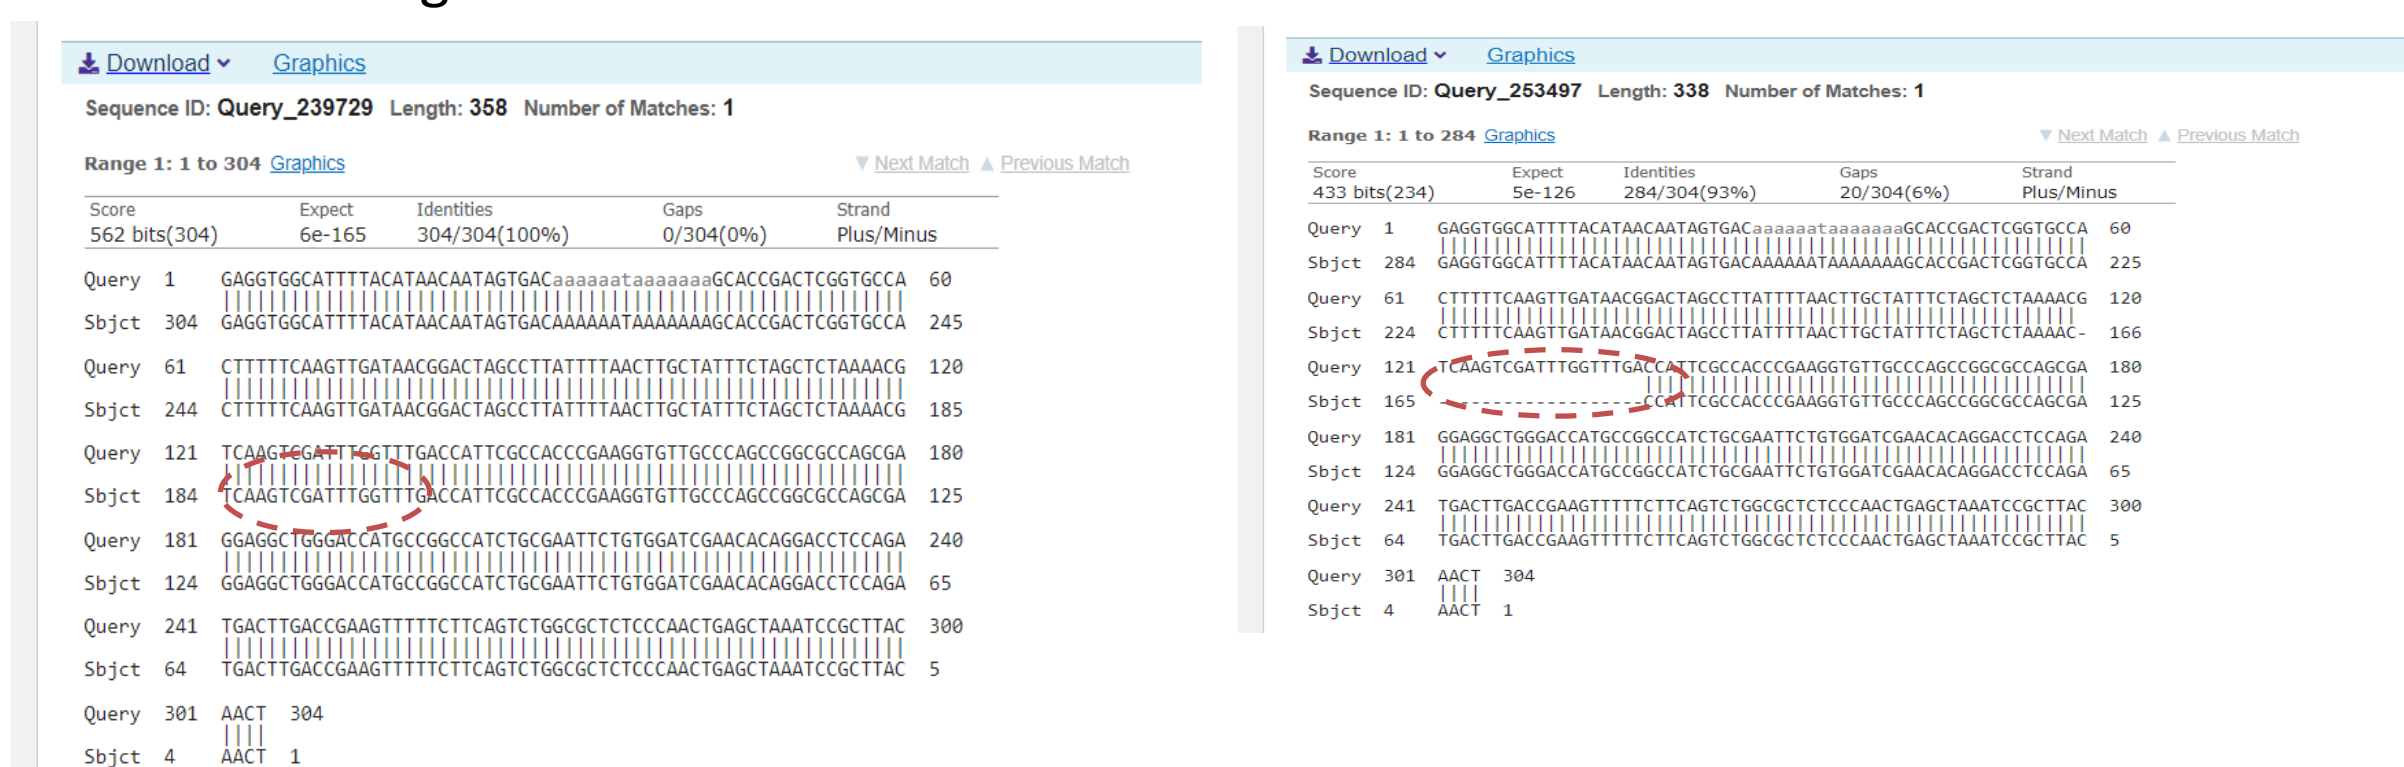 Download Graphics
Sequence ID: Query_239729 Length: 358 Number of Matches: 1
Range 1: 1 to 304 Graphics Next Match Previous Match
Score Expect Identities Gaps Strand
562 bits(304) 6e-165 304/304(100%) 0/304(0%) Plus/Minus
Query 1 GAGGTGGCATTTTACATAACAATAGTGACaaaaaataaaaaaaGCACCGACTCGGTGCCA 60
Sbjct 304 GAGGTGGCATTTTACATAACAATAGTGACAAAAAATAAAAAAAGCACCGACTCGGTGCCA 245
Query 61 CTTTTTCAAGTTGATAACGGACTAGCCTTATTTTAACTTGCTATTTCTAGCTCTAAAACG 120
Sbjct 244 CTTTTTCAAGTTGATAACGGACTAGCCTTATTTTAACTTGCTATTTCTAGCTCTAAAACG 185
Query 121 TCAAGTCGATTTGGTTTGACCATTCGCCACCCGAAGGTGTTGCCCAGCCGGCGCCAGCGA 180
Sbjct 184 TCAAGTCGATTTGGTTTGACCATTCGCCACCCGAAGGTGTTGCCCAGCCGGCGCCAGCGA 125
Query 181 GGAGGCTGGGACCATGCCGGCCATCTGCGAATTCTGTGGATCGAACACAGGACCTCCAGA 240
Sbjct 124 GGAGGCTGGGACCATGCCGGCCATCTGCGAATTCTGTGGATCGAACACAGGACCTCCAGA 65
Query 241 TGACTTGACCGAAGTTTTTCTTCAGTCTGGCGCTCTCCCAACTGAGCTAAATCCGCTTAC 300
Sbjct 64 TGACTTGACCGAAGTTTTTCTTCAGTCTGGCGCTCTCCCAACTGAGCTAAATCCGCTTAC 5
Query 301 AACT 304
Sbjct 4 AACT 1
Download Graphics
Sequence ID: Query_253497 Length: 338 Number of Matches: 1
Range 1: 1 to 284 Graphics Next Match Previous Match
Score Expect Identities Gaps Strand
433 bits(234) 5e-126 284/304(93%) 20/304(6%) Plus/Minus
Query 1 GAGGTGGCATTTTACATAACAATAGTGACaaaaaataaaaaaaGCACCGACTCGGTGCCA 60
Sbjct 284 GAGGTGGCATTTTACATAACAATAGTGACAAAAAATAAAAAAAGCACCGACTCGGTGCCA 225
Query 61 CTTTTTCAAGTTGATAACGGACTAGCCTTATTTTAACTTGCTATTTCTAGCTCTAAAACG 120
Sbjct 224 CTTTTTCAAGTTGATAACGGACTAGCCTTATTTTAACTTGCTATTTCTAGCTCTAAAAC- 166
Query 121 TCAAGTCGATTTGGTTTGACCATTCGCCACCCGAAGGTGTTGCCCAGCCGGCGCCAGCGA 180
Sbjct 165 -------------------CCATTCGCCACCCGAAGGTGTTGCCCAGCCGGCGCCAGCGA 125
Query 181 GGAGGCTGGGACCATGCCGGCCATCTGCGAATTCTGTGGATCGAACACAGGACCTCCAGA 240
Sbjct 124 GGAGGCTGGGACCATGCCGGCCATCTGCGAATTCTGTGGATCGAACACAGGACCTCCAGA 65
Query 241 TGACTTGACCGAAGTTTTTCTTCAGTCTGGCGCTCTCCCAACTGAGCTAAATCCGCTTAC 300
Sbjct 64 TGACTTGACCGAAGTTTTTCTTCAGTCTGGCGCTCTCCCAACTGAGCTAAATCCGCTTAC 5
Query 301 AACT 304
Sbjct 4 AACT 1